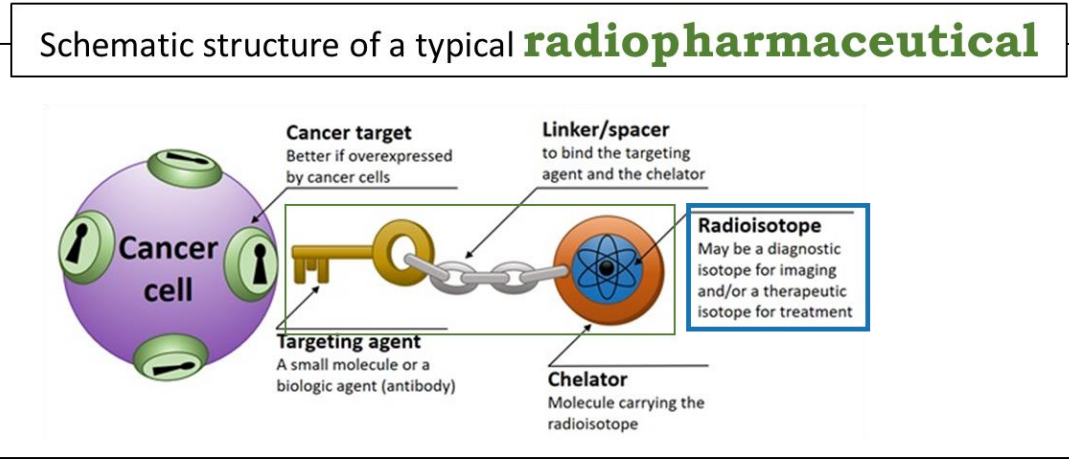 Schematic structure of a typical radiopharmaceutical
Cancer target
Better if overexpressed
by cancer cells
Linker/spacer
to bind the targeting
agent and the chelator
Radioisotope
May be a diagnostic
isotope for imaging
and/or a therapeutic
isotope for treatment
Cancer
cell
Targeting agent
A small molecule or a
biologic agent (antibody)
Chelator
Molecule carrying the
radioisotope